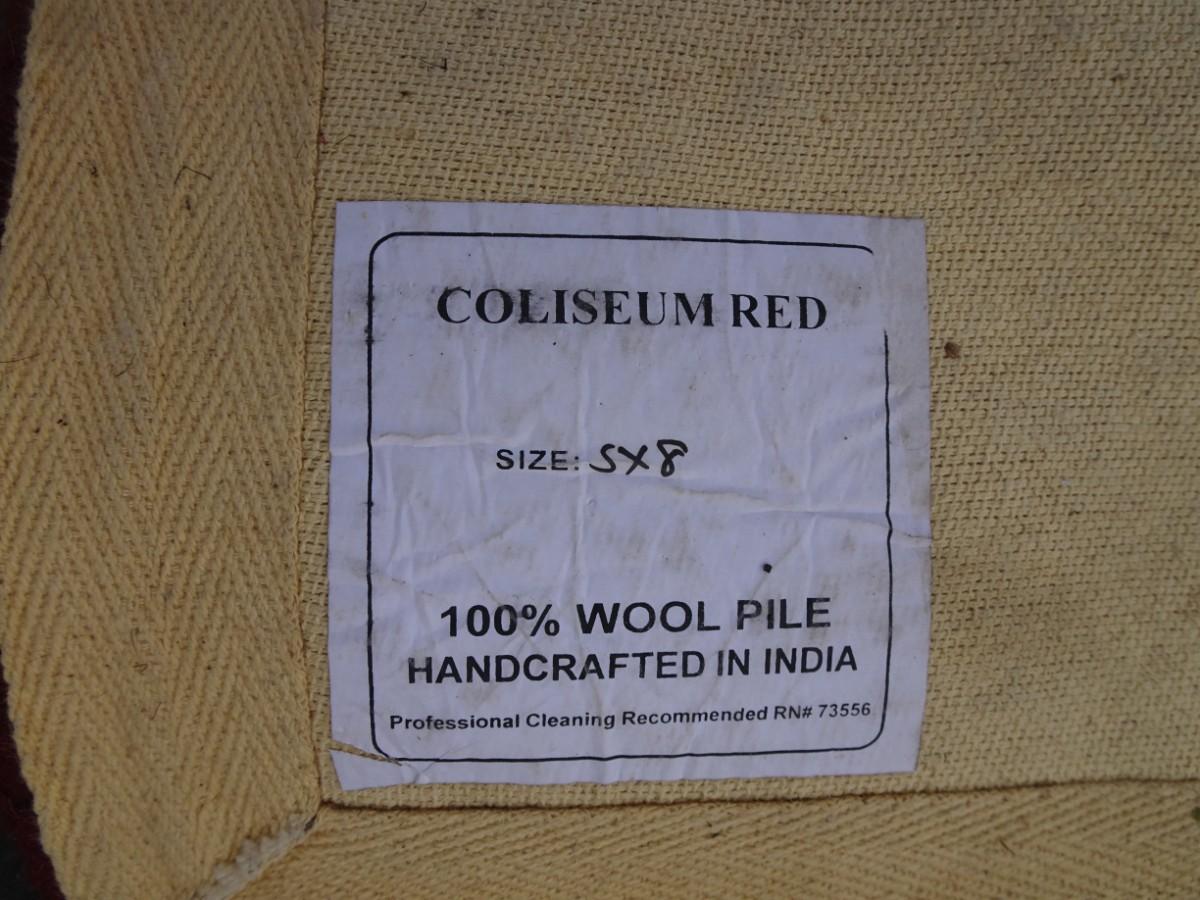 COLISEUM RED
SIZE: 5X8
100% WOOL PILE
HANDCRAFTED IN INDIA
Professional Cleaning Recommended RN# 73556